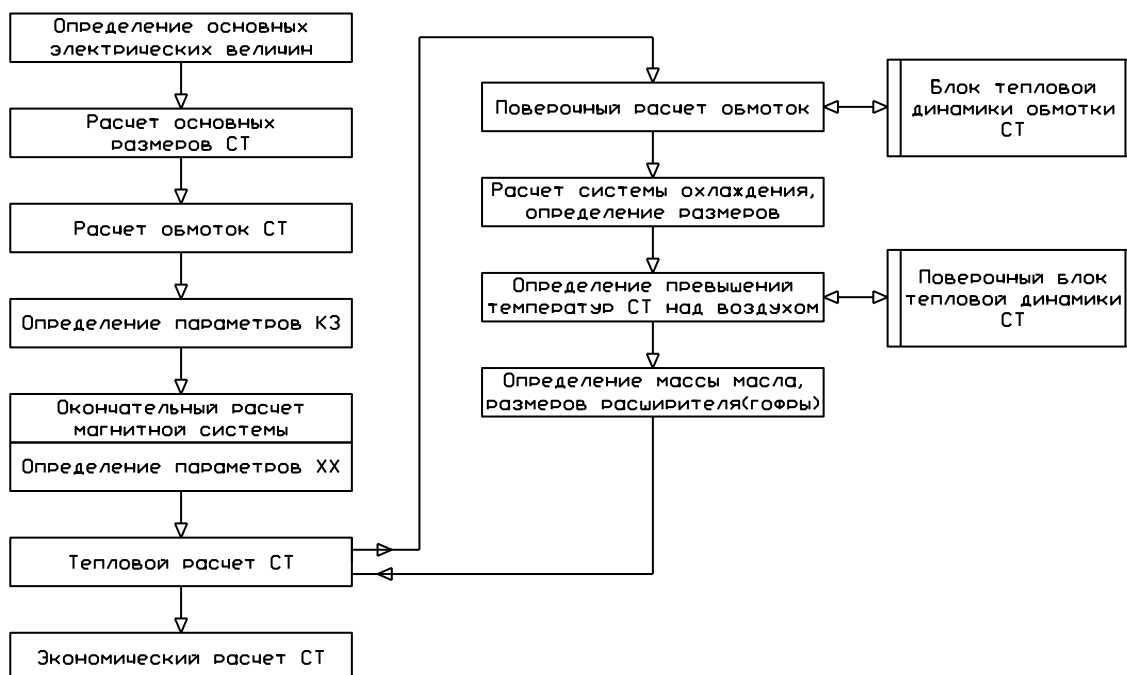 Определение основных
электрических величин
Расчет основных
размеров СТ
Расчет обмоток СТ
Определение параметров КЗ
Окончательный расчет
магнитной системы
Определение параметров ХХ
Тепловой расчет СТ
Экономический расчет СТ
Поверочный расчет обмоток
Расчет системы охлаждения,
определение размеров
Определение превышений
температур СТ над воздухом
Определение массы масла,
размеров расширителя(гофры)
Блок тепловой
динамики обмотки
СТ
Поверочный блок
тепловой динамики
СТ